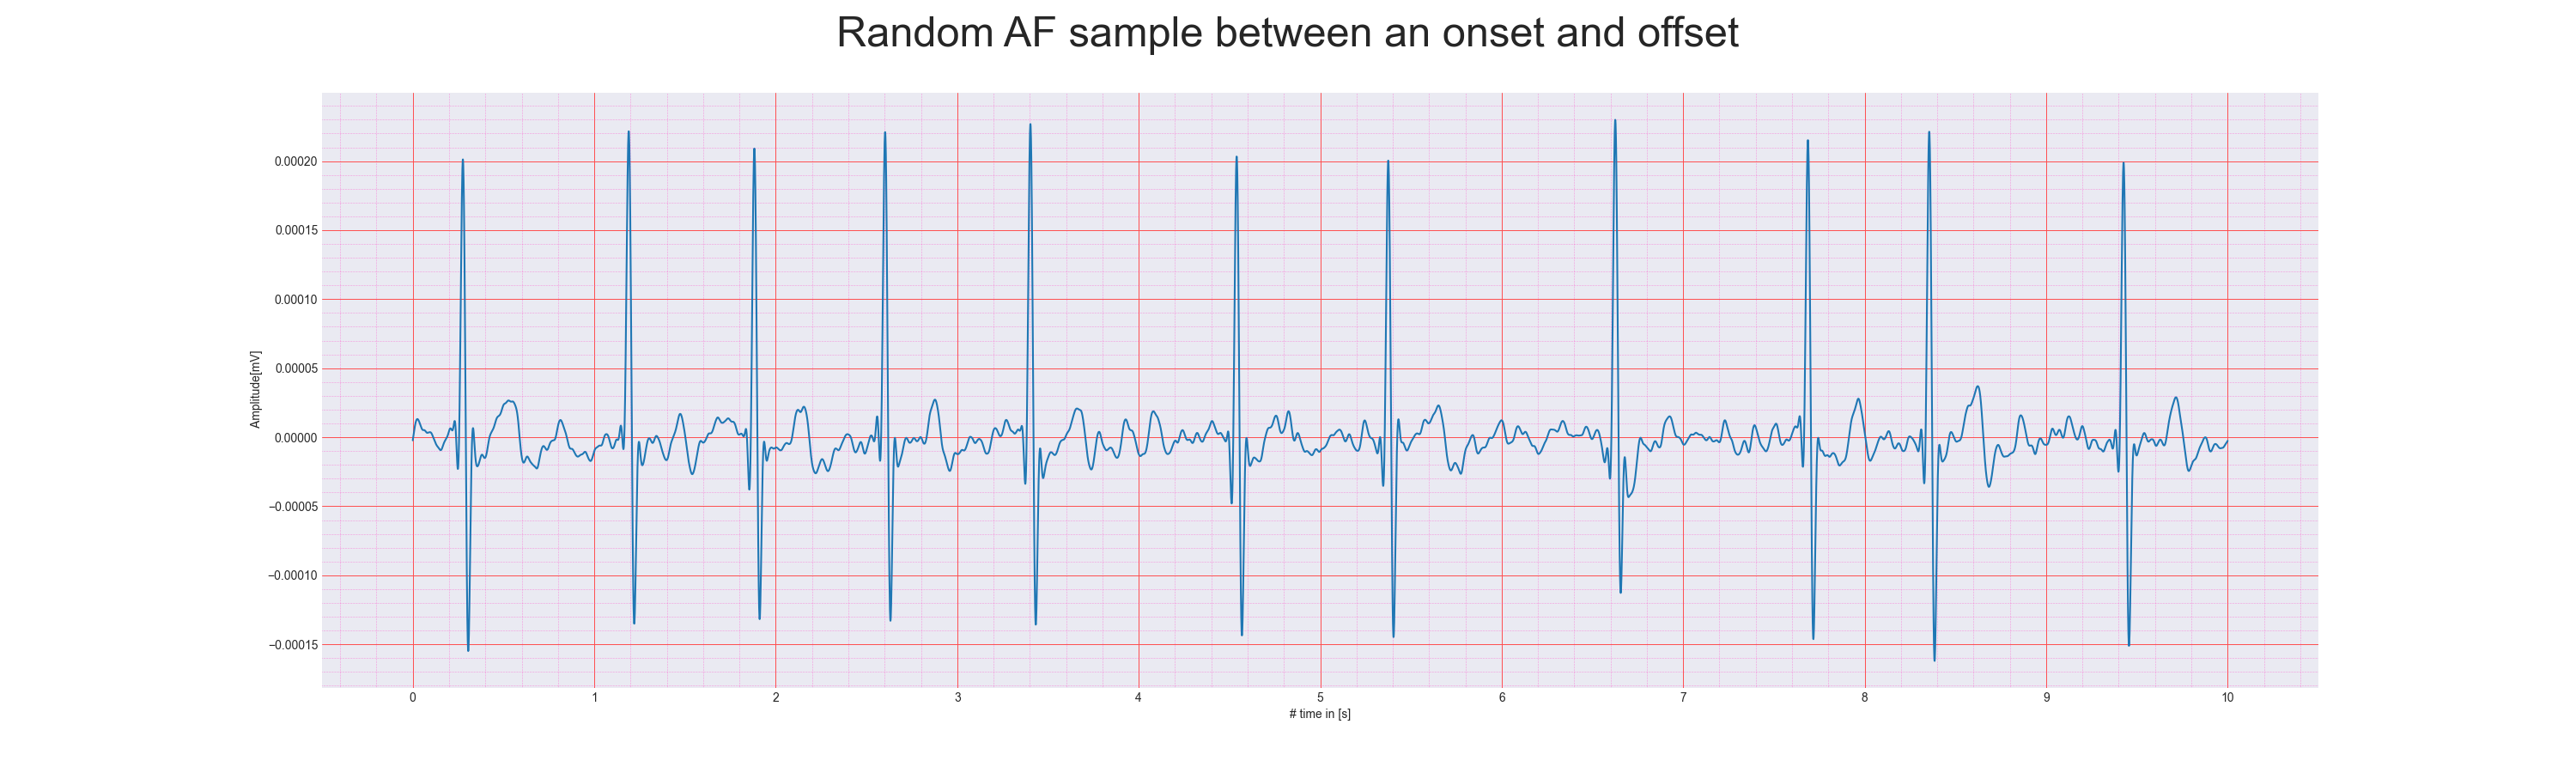 Random AF sample between an onset and offset
0.00020
0.00015
0.00010
0.00005
0.00000
−0.00005
−0.00010
−0.00015
Amplitude[mV]
0 1 2 3 4 5 6 7 8 9 10
# time in [s]